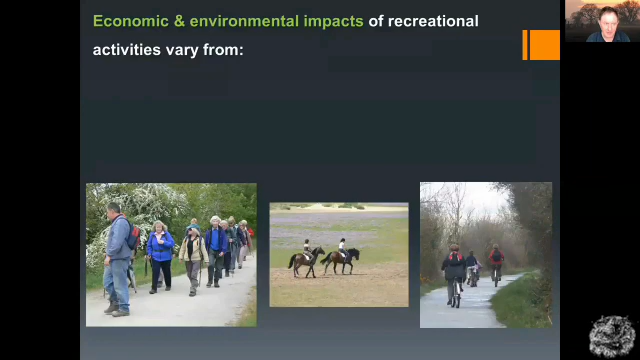 Economic & environmental impacts of recreational
activities vary from: